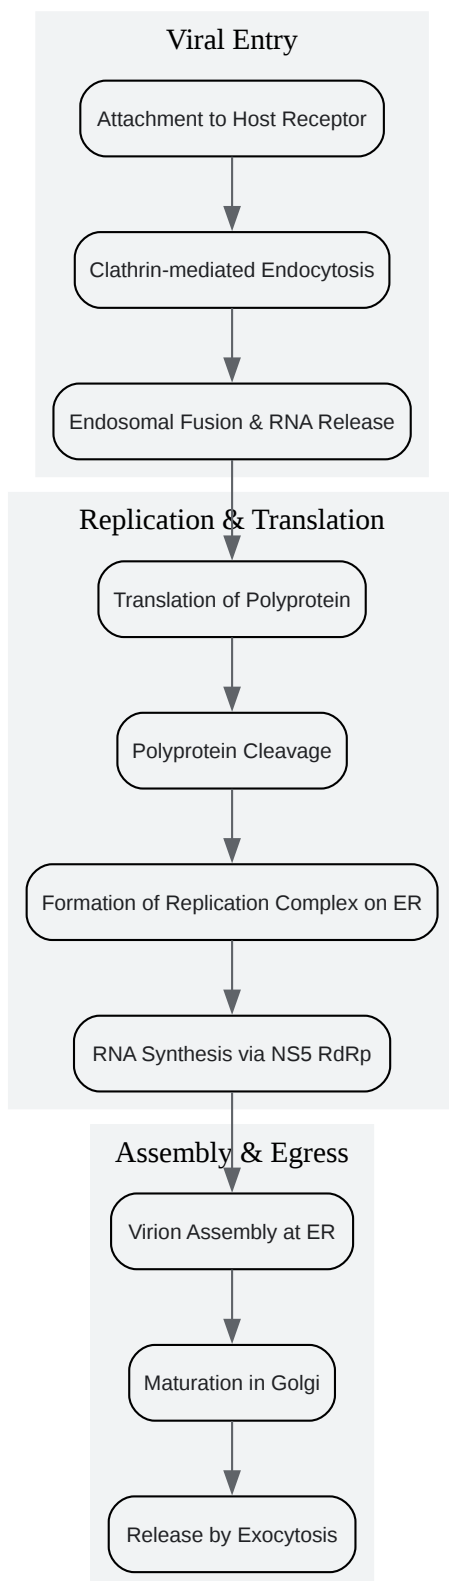 Viral Entry
Attachment to Host Receptor
Clathrin-mediated Endocytosis
Endosomal Fusion & RNA Release
Replication & Translation
Translation of Polyprotein
Polyprotein Cleavage
Formation of Replication Complex on ER
RNA Synthesis via NS5 RdRp
Assembly & Egress
Virion Assembly at ER
Maturation in Golgi
Release by Exocytosis